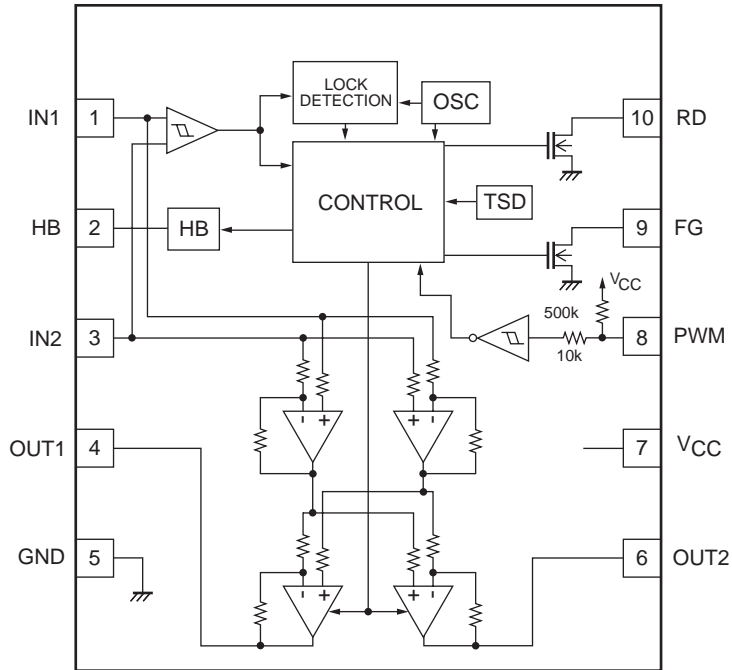 IN1
1
LOCK
DETECTION
OSC
10
RD
CONTROL
TSD
HB
2
HB
9
FG
VCC
500k
IN2
3
10k
8
PWM
- +
+ -
OUT1
4
7
VCC
GND
5
6
OUT2
- +
+ -